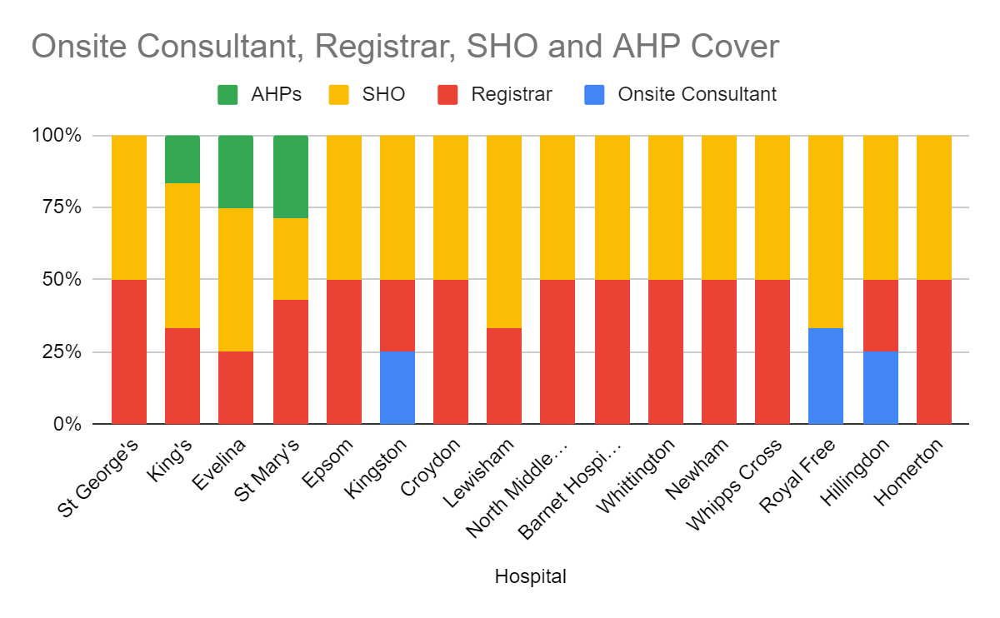 Onsite Consultant, Registrar, SHO and AHP Cover
AHPs SHO Registrar Onsite Consultant
100%
75%
50%
25%
0%
St George's
King's
Evelina
St Mary's
Epsom
Kingston
Croydon
Lewisham
North Middle...
Barnet Hospi...
Whittington
Newham
Whipps Cross
Royal Free
Hillingdon
Homerton
Hospital